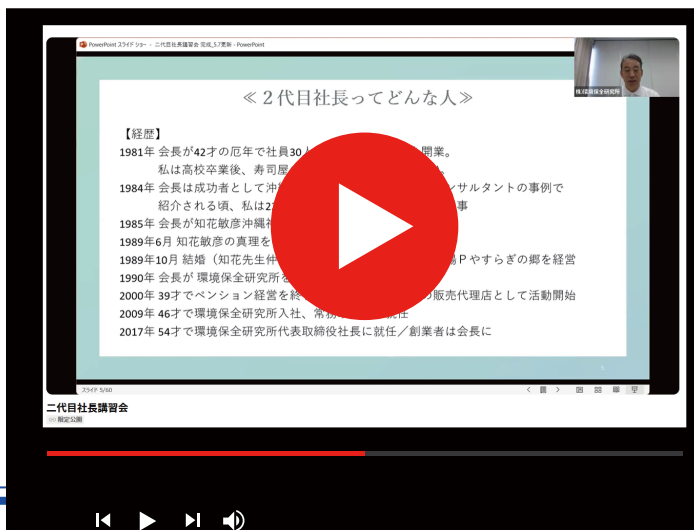 PowerPoint スライド ショー - 二代目社長講習会 完成_5.7更新 - PowerPoint
㈱環境保全研究所
≪２代目社長ってどんな人≫
【経歴】
1981年 会長が42才の厄年で社員30 開業。
私は高校卒業後、寿司屋
1984年 会長は成功者として沖 ンサルタントの事例で
紹介される頃、私は2 事
1985年 会長が知花敏彦沖縄
1989年6月 知花敏彦の真理を
1989年10月 結婚（知花先生仲 Ｐやすらぎの郷を経営
1990年 会長が 環境保全研究所を
2000年 39才でペンション経営を終 の販売代理店として活動開始
2009年 46才で環境保全研究所入社、常務 就任
2017年 54才で環境保全研究所代表取締役社長に就任／創業者は会長に
5
スライド 5/60
二代目社長講習会
限定公開